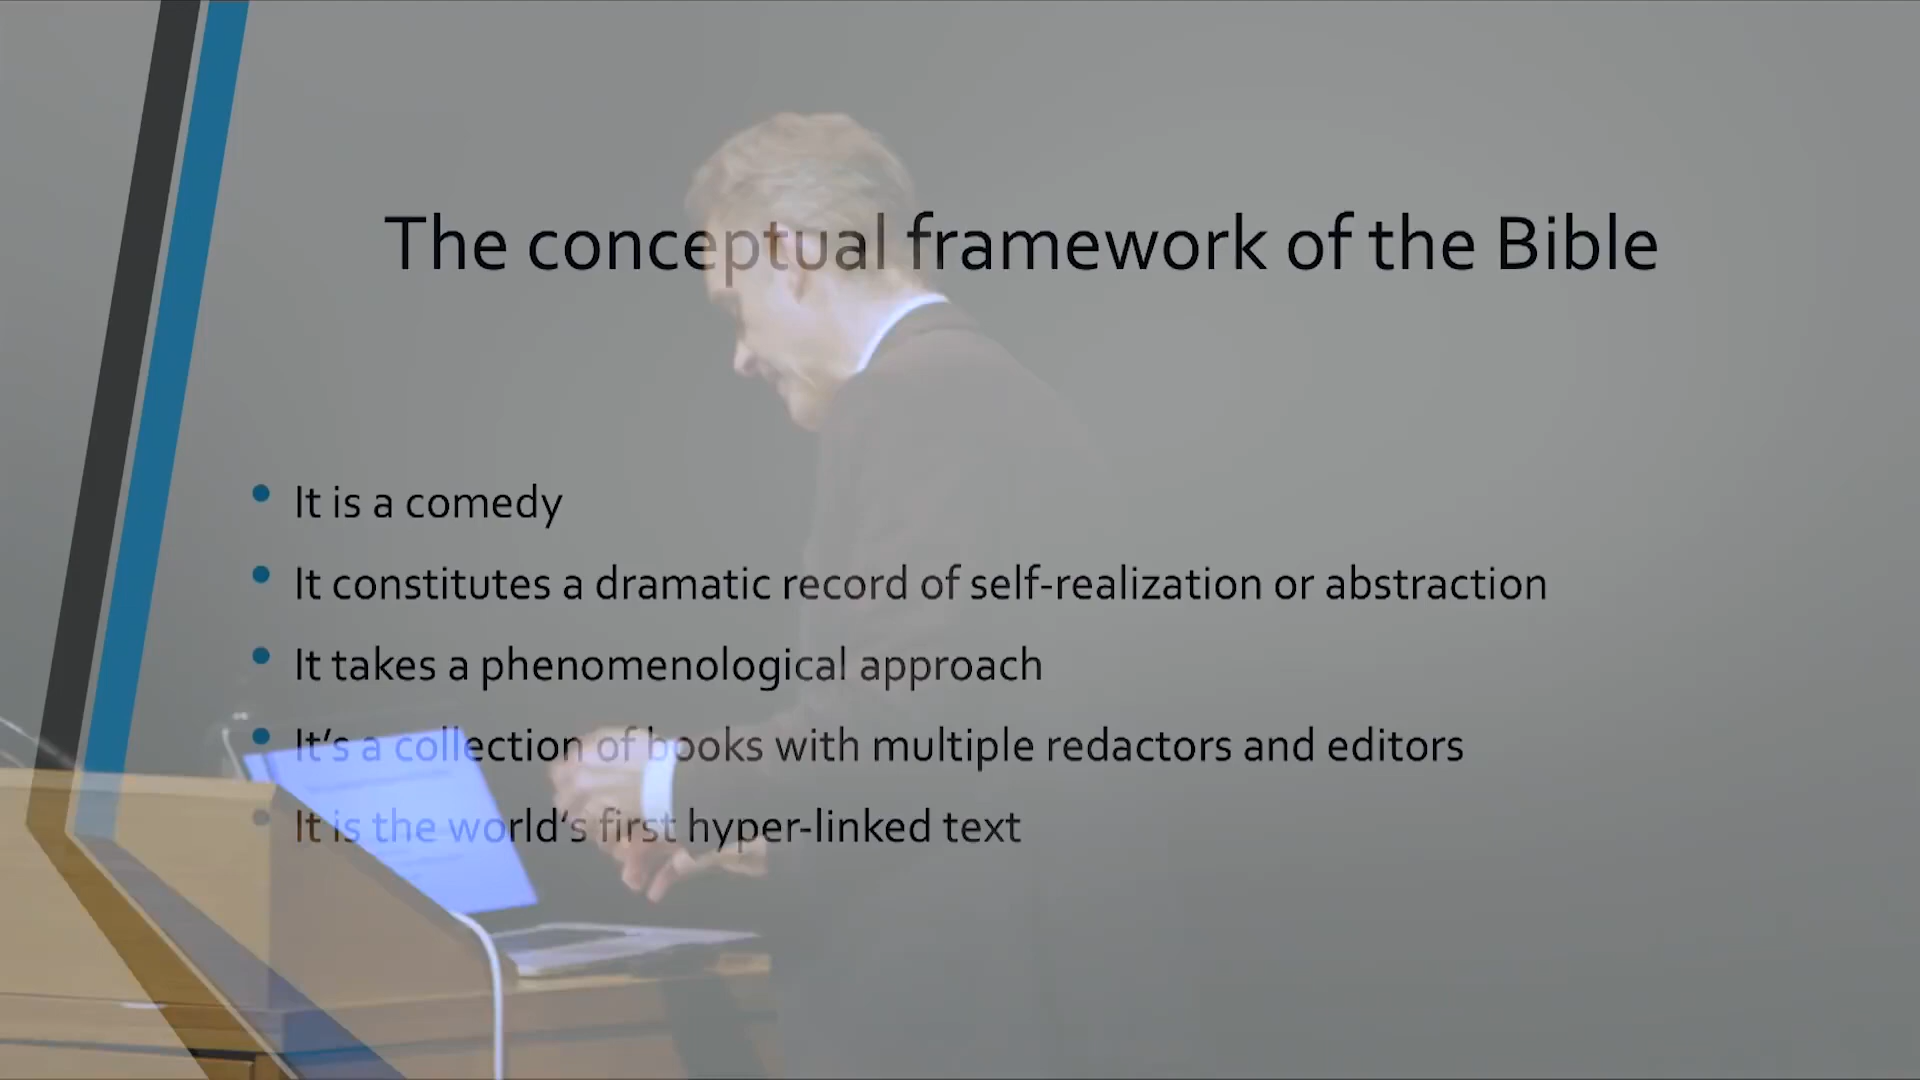 The conceptual framework of the Bible
• It is a comedy
• It constitutes a dramatic record of self-realization or abstraction
• It takes a phenomenological approach
• It’s a collection of books with multiple redactors and editors
• It is the world‘s first hyper-linked text